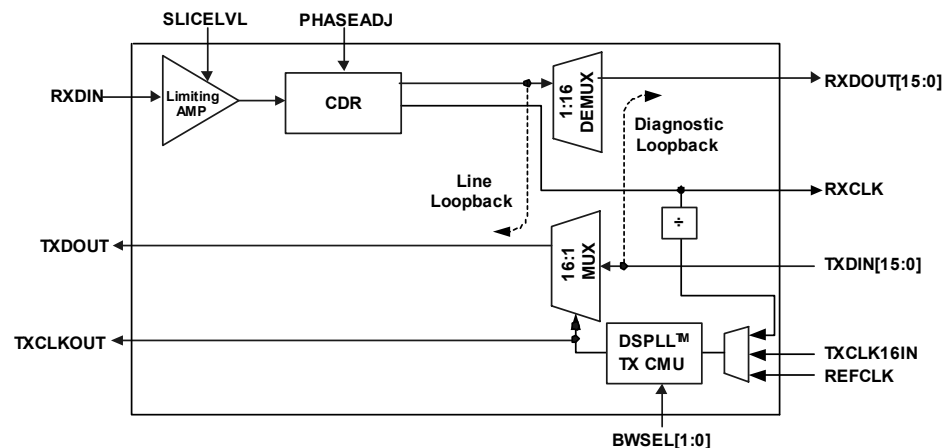 SLICELVL
PHASEADJ
RXDIN
Limiting
AMP
CDR
1:16
DEMUX
RXDOUT[15:0]
Diagnostic
Loopback
Line
Loopback
RXCLK
÷
TXDOUT
16:1
MUX
TXDIN[15:0]
TXCLKOUT
DSPLL™
TX CMU
TXCLK16IN
REFCLK
BWSEL[1:0]